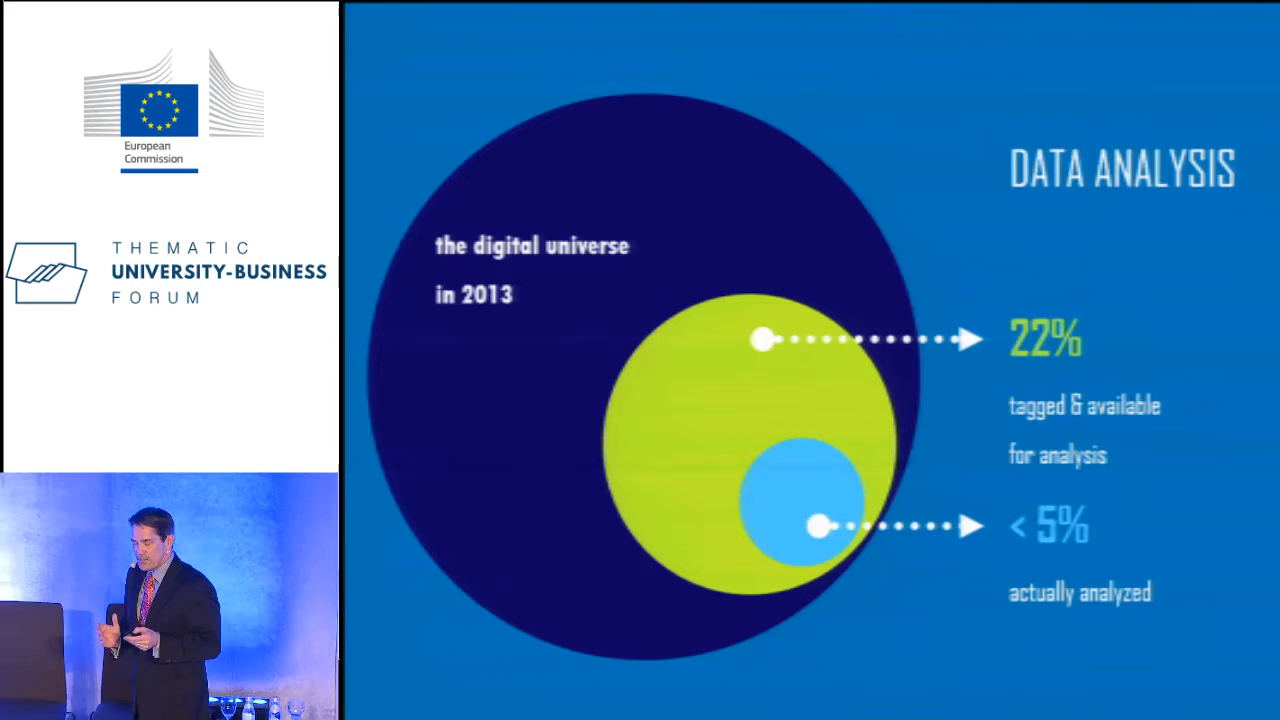 European
Commission
THEMATIC
UNIVERSITY-BUSINESS
FORUM
DATA ANALYSIS
the digital universe
in 2013
22%
tagged & available
for analysis
< 5%
actually analyzed